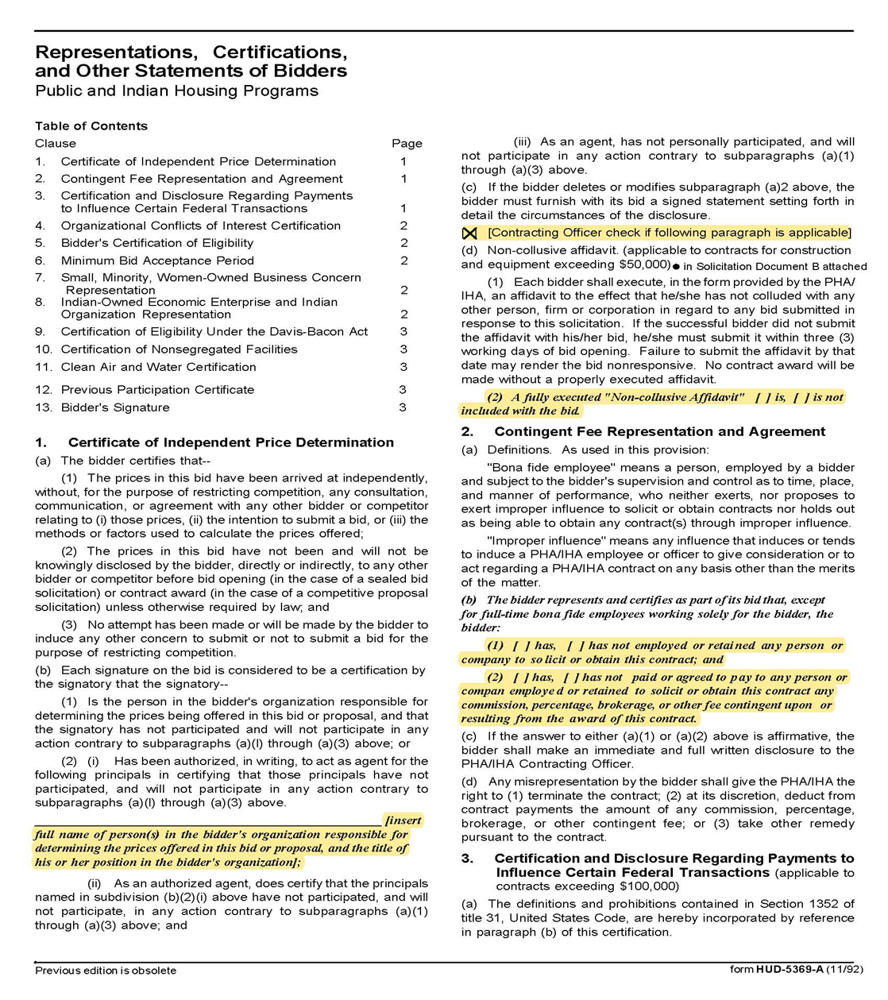 Representations, Certifications,
and Other Statements of Bidders
Public and Indian Housing Programs
Table of Contents
Clause Page
1. Certificate of Independent Price Determination 1
2. Contingent Fee Representation and Agreement 1
3. Certification and Disclosure Regarding Payments
to Influence Certain Federal Transactions 1
4. Organizational Conflicts of Interest Certification 2
5. Bidder's Certification of Eligibility 2
6. Minimum Bid Acceptance Period 2
7. Small, Minority, Women-Owned Business Concern
Representation 2
8. Indian-Owned Economic Enterprise and Indian
Organization Representation 2
9. Certification of Eligibility Under the Davis-Bacon Act 3
10. Certification of Nonsegregated Facilities 3
11. Clean Air and Water Certification 3
12. Previous Participation Certificate 3
13. Bidder's Signature 3
1. Certificate of Independent Price Determination
(a) The bidder certifies that--
(1) The prices in this bid have been arrived at independently,
without, for the purpose of restricting competition, any consultation,
communication, or agreement with any other bidder or competitor
relating to (i) those prices, (ii) the intention to submit a bid, or (iii) the
methods or factors used to calculate the prices offered;
(2) The prices in this bid have not been and will not be
knowingly disclosed by the bidder, directly or indirectly, to any other
bidder or competitor before bid opening (in the case of a sealed bid
solicitation) or contract award (in the case of a competitive proposal
solicitation) unless otherwise required by law; and
(3) No attempt has been made or will be made by the bidder to
induce any other concern to submit or not to submit a bid for the
purpose of restricting competition.
(b) Each signature on the bid is considered to be a certification by
the signatory that the signatory--
(1) Is the person in the bidder's organization responsible for
determining the prices being offered in this bid or proposal, and that
the signatory has not participated and will not participate in any
action contrary to subparagraphs (a)(l) through (a)(3) above; or
(2) (i) Has been authorized, in writing, to act as agent for the
following principals in certifying that those principals have not
participated, and will not participate in any action contrary to
subparagraphs (a)(l) through (a)(3) above.
[insert
full name of person(s) in the bidder's organization responsible for
determining the prices offered in this bid or proposal, and the title of
his or her position in the bidder's organization];
(ii) As an authorized agent, does certify that the principals
named in subdivision (b)(2)(i) above have not participated, and will
not participate, in any action contrary to subparagraphs (a)(1)
through (a)(3) above; and
(iii) As an agent, has not personally participated, and will
not participate in any action contrary to subparagraphs (a)(1)
through (a)(3) above.
(c) If the bidder deletes or modifies subparagraph (a)2 above, the
bidder must furnish with its bid a signed statement setting forth in
detail the circumstances of the disclosure.
[Contracting Officer check if following paragraph is applicable]
(d) Non-collusive affidavit. (applicable to contracts for construction
and equipment exceeding $50,000) ● in Solicitation Document B attached
(1) Each bidder shall execute, in the form provided by the PHA/
IHA, an affidavit to the effect that he/she has not colluded with any
other person, firm or corporation in regard to any bid submitted in
response to this solicitation. If the successful bidder did not submit
the affidavit with his/her bid, he/she must submit it within three (3)
working days of bid opening. Failure to submit the affidavit by that
date may render the bid nonresponsive. No contract award will be
made without a properly executed affidavit.
(2) A fully executed "Non-collusive Affidavit" [ ] is, [ ] is not
included with the bid.
2. Contingent Fee Representation and Agreement
(a) Definitions. As used in this provision:
"Bona fide employee" means a person, employed by a bidder
and subject to the bidder's supervision and control as to time, place,
and manner of performance, who neither exerts, nor proposes to
exert improper influence to solicit or obtain contracts nor holds out
as being able to obtain any contract(s) through improper influence.
"Improper influence" means any influence that induces or tends
to induce a PHA/IHA employee or officer to give consideration or to
act regarding a PHA/IHA contract on any basis other than the merits
of the matter.
(b) The bidder represents and certifies as part of its bid that, except
for full-time bona fide employees working solely for the bidder, the
bidder:
(1) [ ] has, [ ] has not employed or retained any person or
company to so licit or obtain this contract; and
(2) [ ] has, [ ] has not paid or agreed to pay to any person or
compan employe d or retained to solicit or obtain this contract any
commission, percentage, brokerage, or other fee contingent upon or
resulting from the award of this contract.
(c) If the answer to either (a)(1) or (a)(2) above is affirmative, the
bidder shall make an immediate and full written disclosure to the
PHA/IHA Contracting Officer.
(d) Any misrepresentation by the bidder shall give the PHA/IHA the
right to (1) terminate the contract; (2) at its discretion, deduct from
contract payments the amount of any commission, percentage,
brokerage, or other contingent fee; or (3) take other remedy
pursuant to the contract.
3. Certification and Disclosure Regarding Payments to
Influence Certain Federal Transactions (applicable to
contracts exceeding $100,000)
(a) The definitions and prohibitions contained in Section 1352 of
title 31, United States Code, are hereby incorporated by reference
in paragraph (b) of this certification.
Previous edition is obsolete
form HUD-5369-A (11/92)